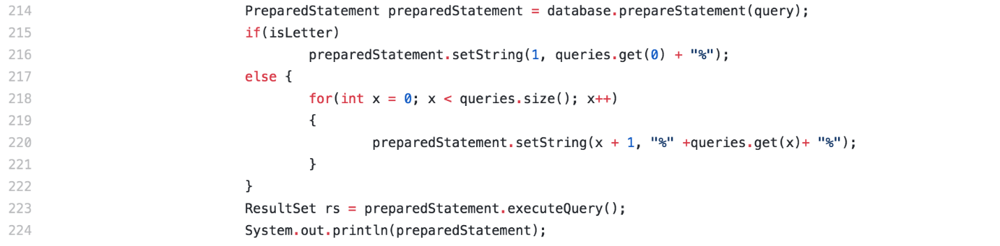 214 PreparedStatement preparedStatement = database.prepareStatement(query);
215 if(isLetter)
216 preparedStatement.setString(1, queries.get(0) + "%");
217 else {
218 for(int x = 0; x < queries.size(); x++)
219 {
220 preparedStatement.setString(x + 1, "%" +queries.get(x)+ "%");
221 }
222 }
223 ResultSet rs = preparedStatement.executeQuery();
224 System.out.println(preparedStatement);